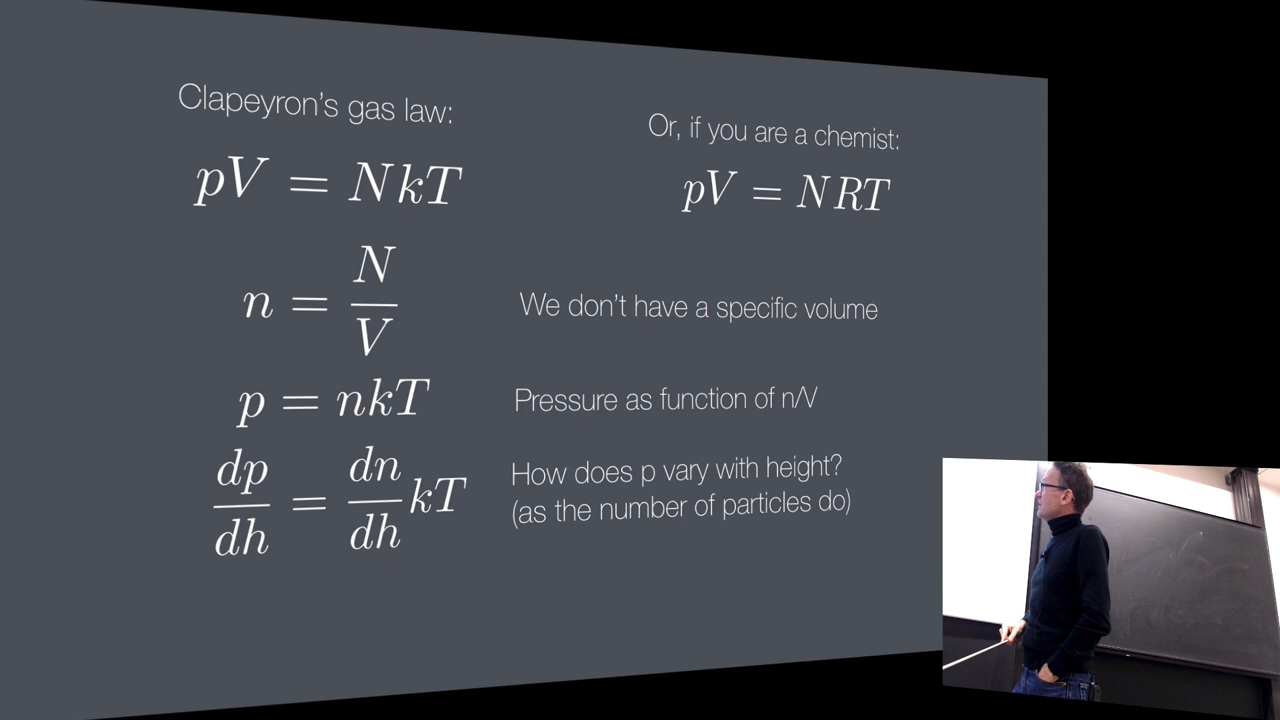 Clapeyron's gas law:
Or, if you are a chemist:
pV = NkT
pV = NRT
n = N/V
We don't have a specific volume
p = nkT
Pressure as function of n/V
dp/dh = dn/dh kT
How does p vary with height?
(as the number of particles do)